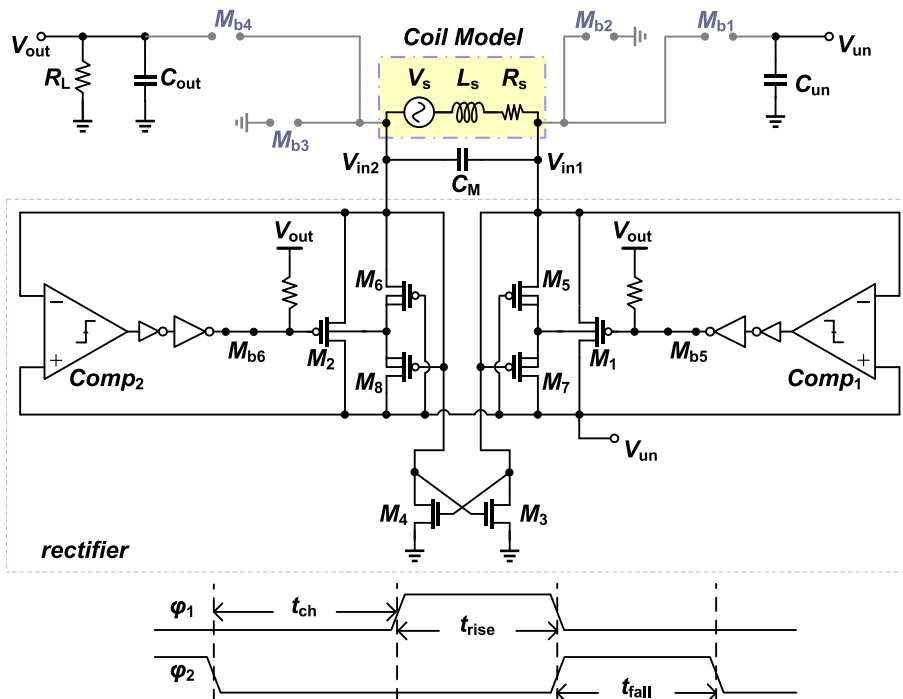 Mb4
Mb2
Mb1
Vout
Coil Model
Vun
RL
Cout
Vs
Ls
Rs
Cun
Mb3
Vin2
CM
Vin1
Vout
Vout
M6
M5
−
−
Mb6
M2
M1
Mb5
+
Comp2
M8
M7
+
Comp1
Vun
M4
M3
rectifier
φ1
tch
trise
φ2
tfall